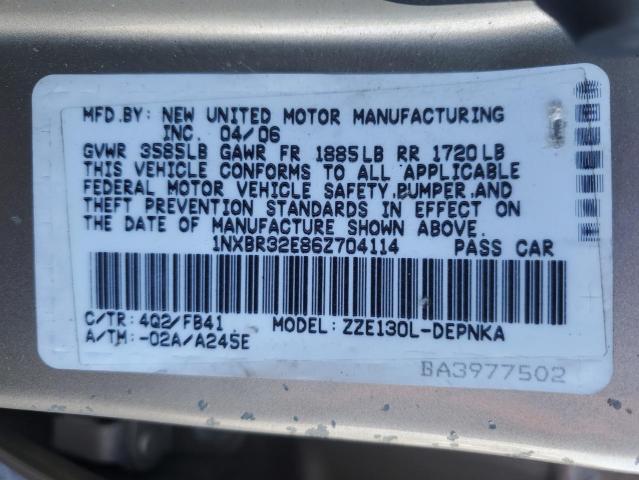 MFD.BY: NEW UNITED MOTOR MANUFACTURING
INC. 04/06
GVWR 3585LB GAWR FR 1885LB RR 1720LB
THIS VEHICLE CONFORMS TO ALL APPLICABLE
FEDERAL MOTOR VEHICLE SAFETY,BUMPER,AND
THEFT PREVENTION STANDARDS IN EFFECT ON
THE DATE OF MANUFACTURE SHOWN ABOVE.
1NXBR32E86Z704114 PASS CAR
C/TR: 4Q2/FB41 MODEL: ZZE130L-DEPNKA
A/TM: -02A/A245E
BA3977502